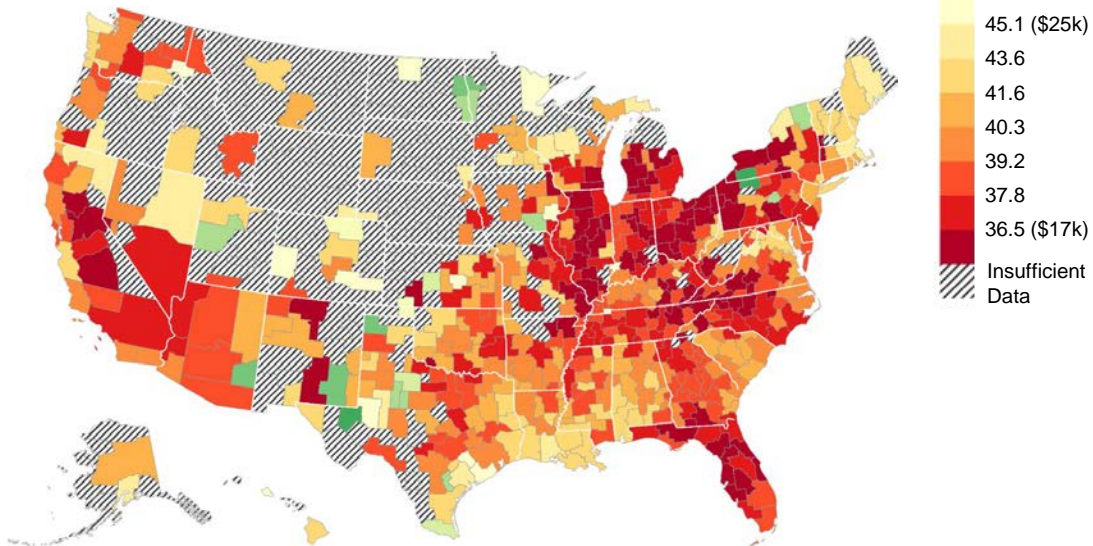 45.1 ($25k)
43.6
41.6
40.3
39.2
37.8
36.5 ($17k)
Insufficient
Data